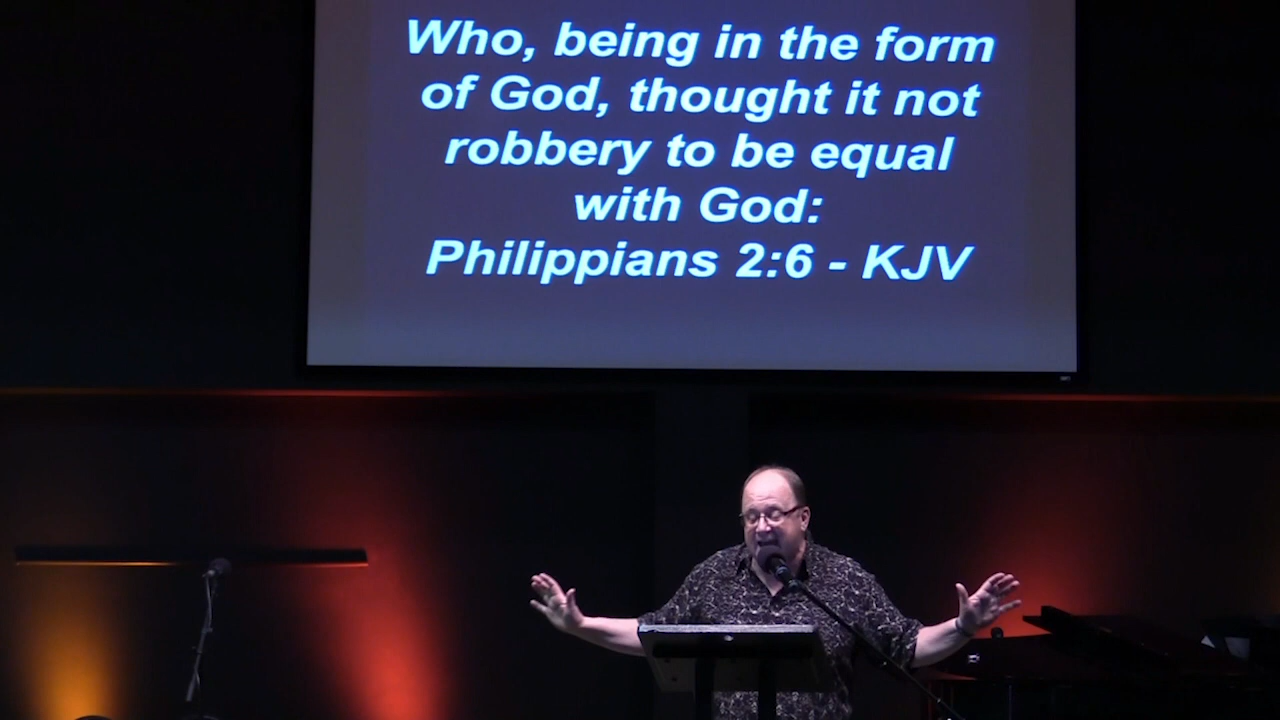 Who, being in the form
of God, thought it not
robbery to be equal
with God:
Philippians 2:6 - KJV